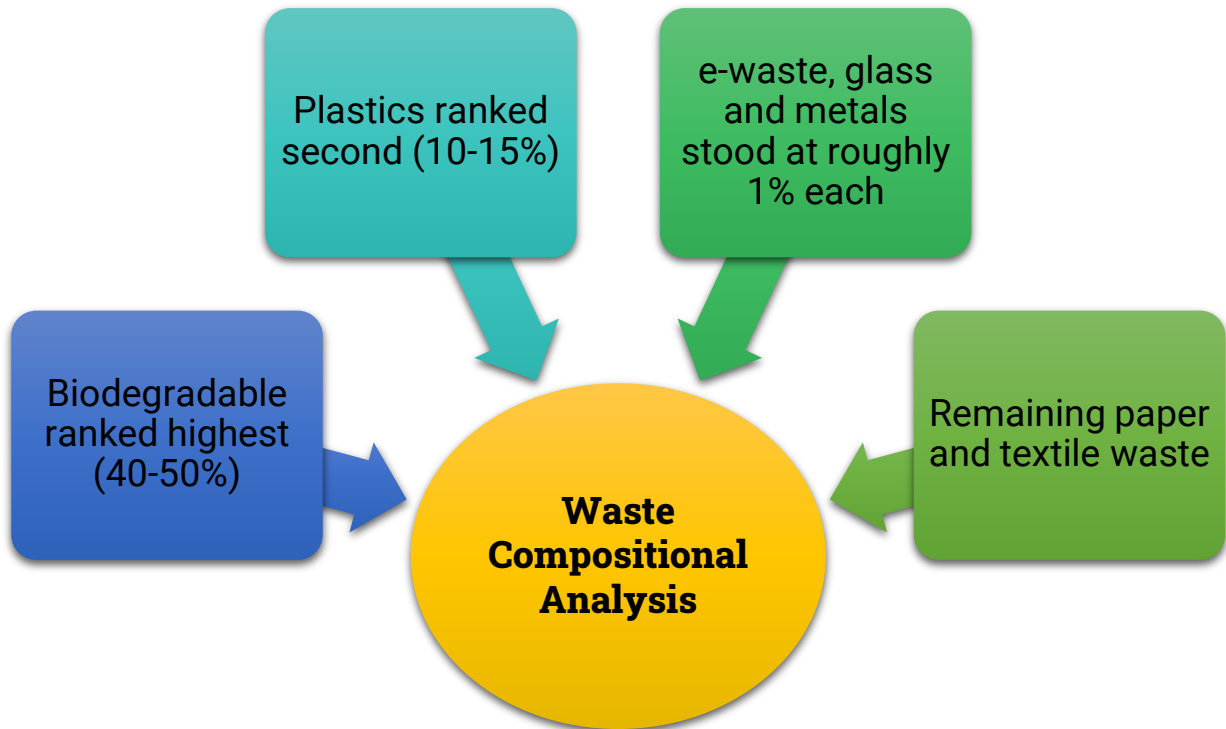 Plastics ranked
second (10-15%)
e-waste, glass
and metals
stood at roughly
1% each
Biodegradable
ranked highest
(40-50%)
Remaining paper
and textile waste
Waste
Compositional
Analysis